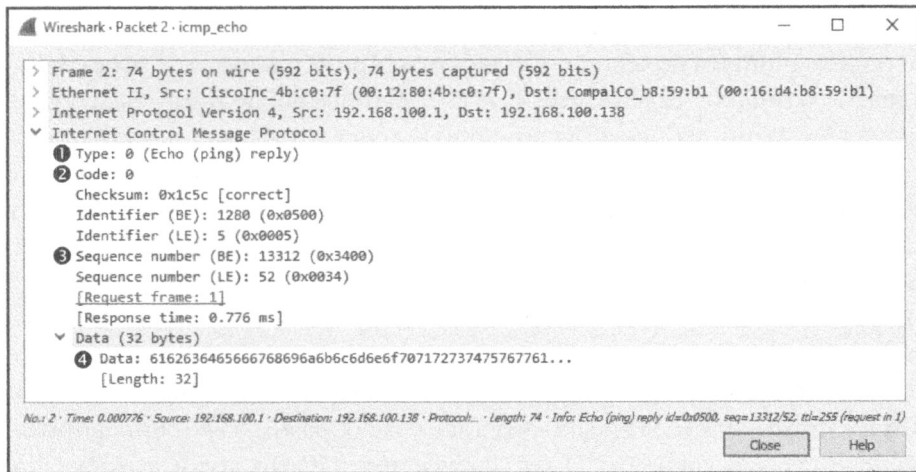 Wireshark · Packet 2 · icmp_echo
> Frame 2: 74 bytes on wire (592 bits), 74 bytes captured (592 bits)
> Ethernet II, Src: CiscoInc_4b:c0:7f (00:12:80:4b:c0:7f), Dst: CompalCo_b8:59:b1 (00:16:d4:b8:59:b1)
> Internet Protocol Version 4, Src: 192.168.100.1, Dst: 192.168.100.138
Internet Control Message Protocol
❶ Type: 0 (Echo (ping) reply)
❷ Code: 0
Checksum: 0x1c5c [correct]
Identifier (BE): 1280 (0x0500)
Identifier (LE): 5 (0x0005)
❸ Sequence number (BE): 13312 (0x3400)
Sequence number (LE): 52 (0x0034)
[Request frame: 1]
[Response time: 0.776 ms]
Data (32 bytes)
❹ Data: 6162636465666768696a6b6c6d6e6f707172737475767761...
[Length: 32]
No.: 2 · Time: 0.000776 · Source: 192.168.100.1 · Destination: 192.168.100.138 · Protocol:... · Length: 74 · Info: Echo (ping) reply id=0x0500, seq=13312/52, ttl=255 (request in 1)
Close Help